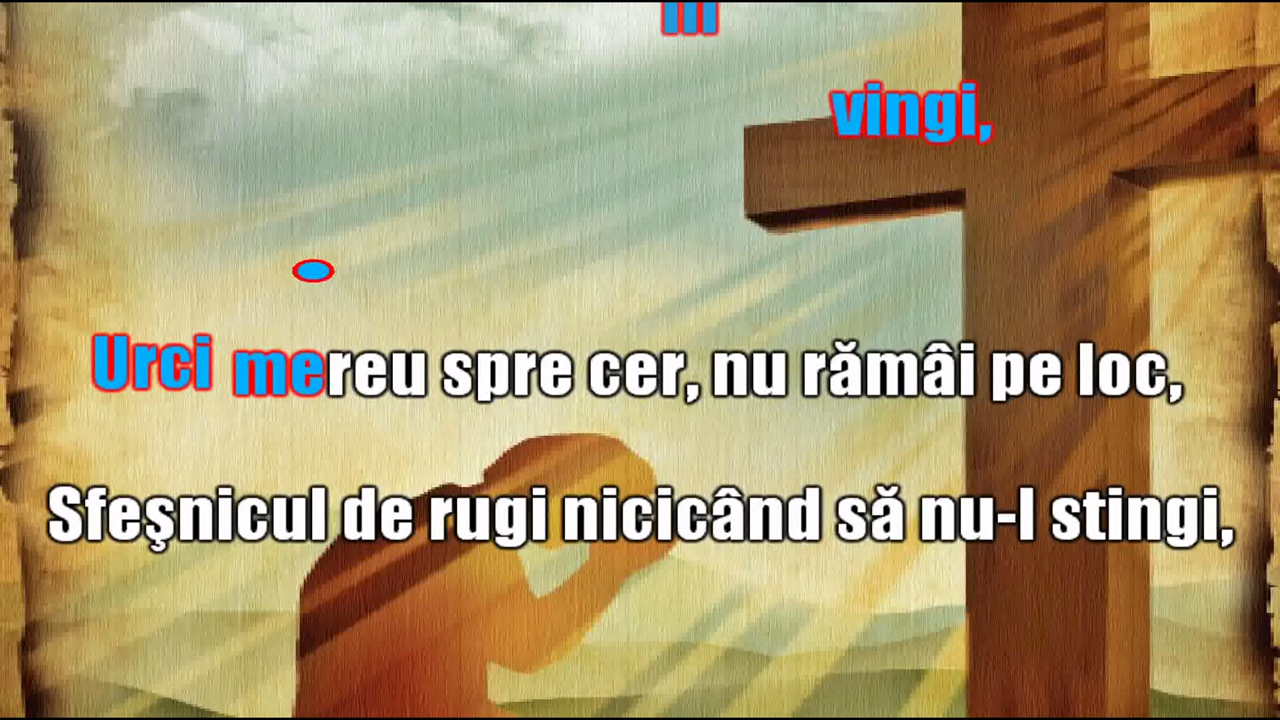 vingi,
Urci mereu spre cer, nu rămâi pe loc,
Sfeşnicul de rugi nicicând să nu-l stingi,